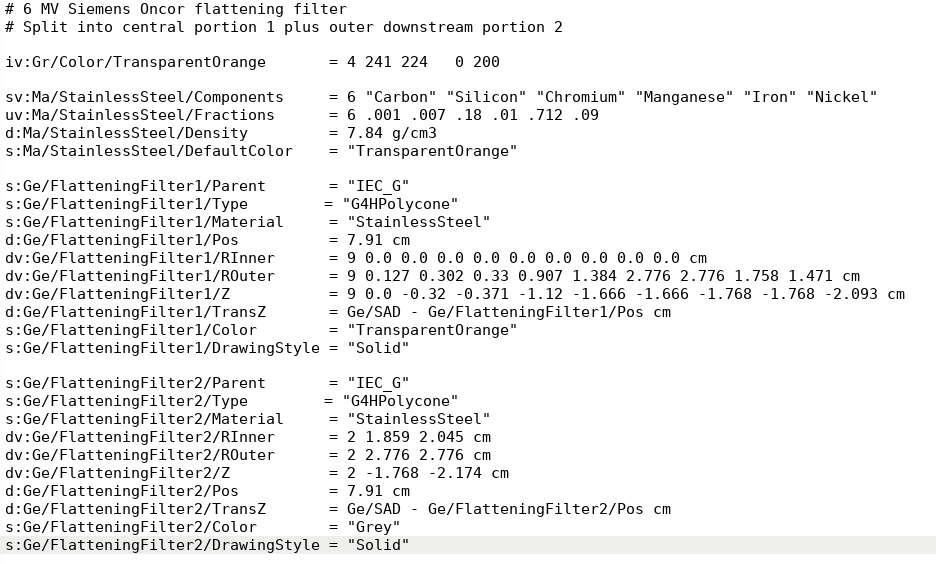 # 6 MV Siemens Oncor flattening filter
# Split into central portion 1 plus outer downstream portion 2
iv:Gr/Color/TransparentOrange       = 4 241 224   0 200
sv:Ma/StainlessSteel/Components     = 6 "Carbon" "Silicon" "Chromium" "Manganese" "Iron" "Nickel"
uv:Ma/StainlessSteel/Fractions      = 6 .001 .007 .18 .01 .712 .09
d:Ma/StainlessSteel/Density         = 7.84 g/cm3
s:Ma/StainlessSteel/DefaultColor    = "TransparentOrange"
s:Ge/FlatteningFilter1/Parent       = "IEC_G"
s:Ge/FlatteningFilter1/Type        = "G4HPolycone"
s:Ge/FlatteningFilter1/Material     = "StainlessSteel"
d:Ge/FlatteningFilter1/Pos          = 7.91 cm
dv:Ge/FlatteningFilter1/RInner      = 9 0.0 0.0 0.0 0.0 0.0 0.0 0.0 0.0 0.0 cm
dv:Ge/FlatteningFilter1/ROuter      = 9 0.127 0.302 0.33 0.907 1.384 2.776 2.776 1.758 1.471 cm
dv:Ge/FlatteningFilter1/Z           = 9 0.0 -0.32 -0.371 -1.12 -1.666 -1.666 -1.768 -1.768 -2.093 cm
d:Ge/FlatteningFilter1/TransZ       = Ge/SAD - Ge/FlatteningFilter1/Pos cm
s:Ge/FlatteningFilter1/Color        = "TransparentOrange"
s:Ge/FlatteningFilter1/DrawingStyle = "Solid"
s:Ge/FlatteningFilter2/Parent       = "IEC_G"
s:Ge/FlatteningFilter2/Type        = "G4HPolycone"
s:Ge/FlatteningFilter2/Material     = "StainlessSteel"
dv:Ge/FlatteningFilter2/RInner      = 2 1.859 2.045 cm
dv:Ge/FlatteningFilter2/ROuter      = 2 2.776 2.776 cm
dv:Ge/FlatteningFilter2/Z           = 2 -1.768 -2.174 cm
d:Ge/FlatteningFilter2/Pos          = 7.91 cm
d:Ge/FlatteningFilter2/TransZ       = Ge/SAD - Ge/FlatteningFilter2/Pos cm
s:Ge/FlatteningFilter2/Color        = "Grey"
s:Ge/FlatteningFilter2/DrawingStyle = "Solid"